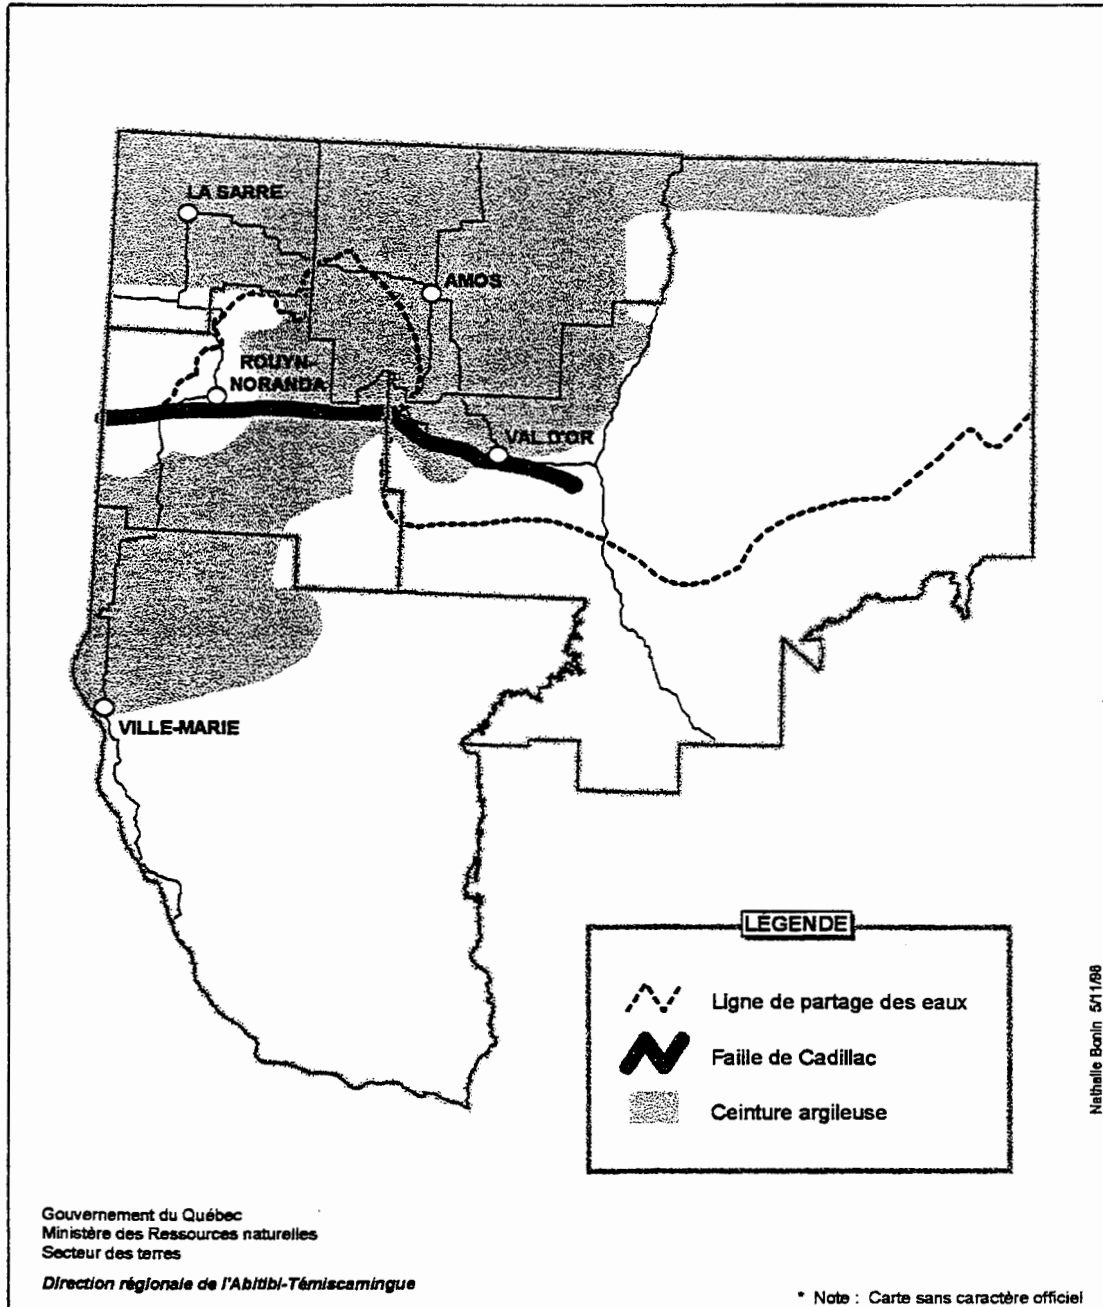 LA SARRE
AMOS
ROUYN-
NORANDA
VAL D'OR
VILLE-MARIE
LÉGENDE
Ligne de partage des eaux
Faille de Cadillac
Ceinture argileuse
Nathalie Bonin 5/11/98
Gouvernement du Québec
Ministère des Ressources naturelles
Secteur des terres
Direction régionale de l'Abitibi-Témiscamingue
* Note : Carte sans caractère officiel